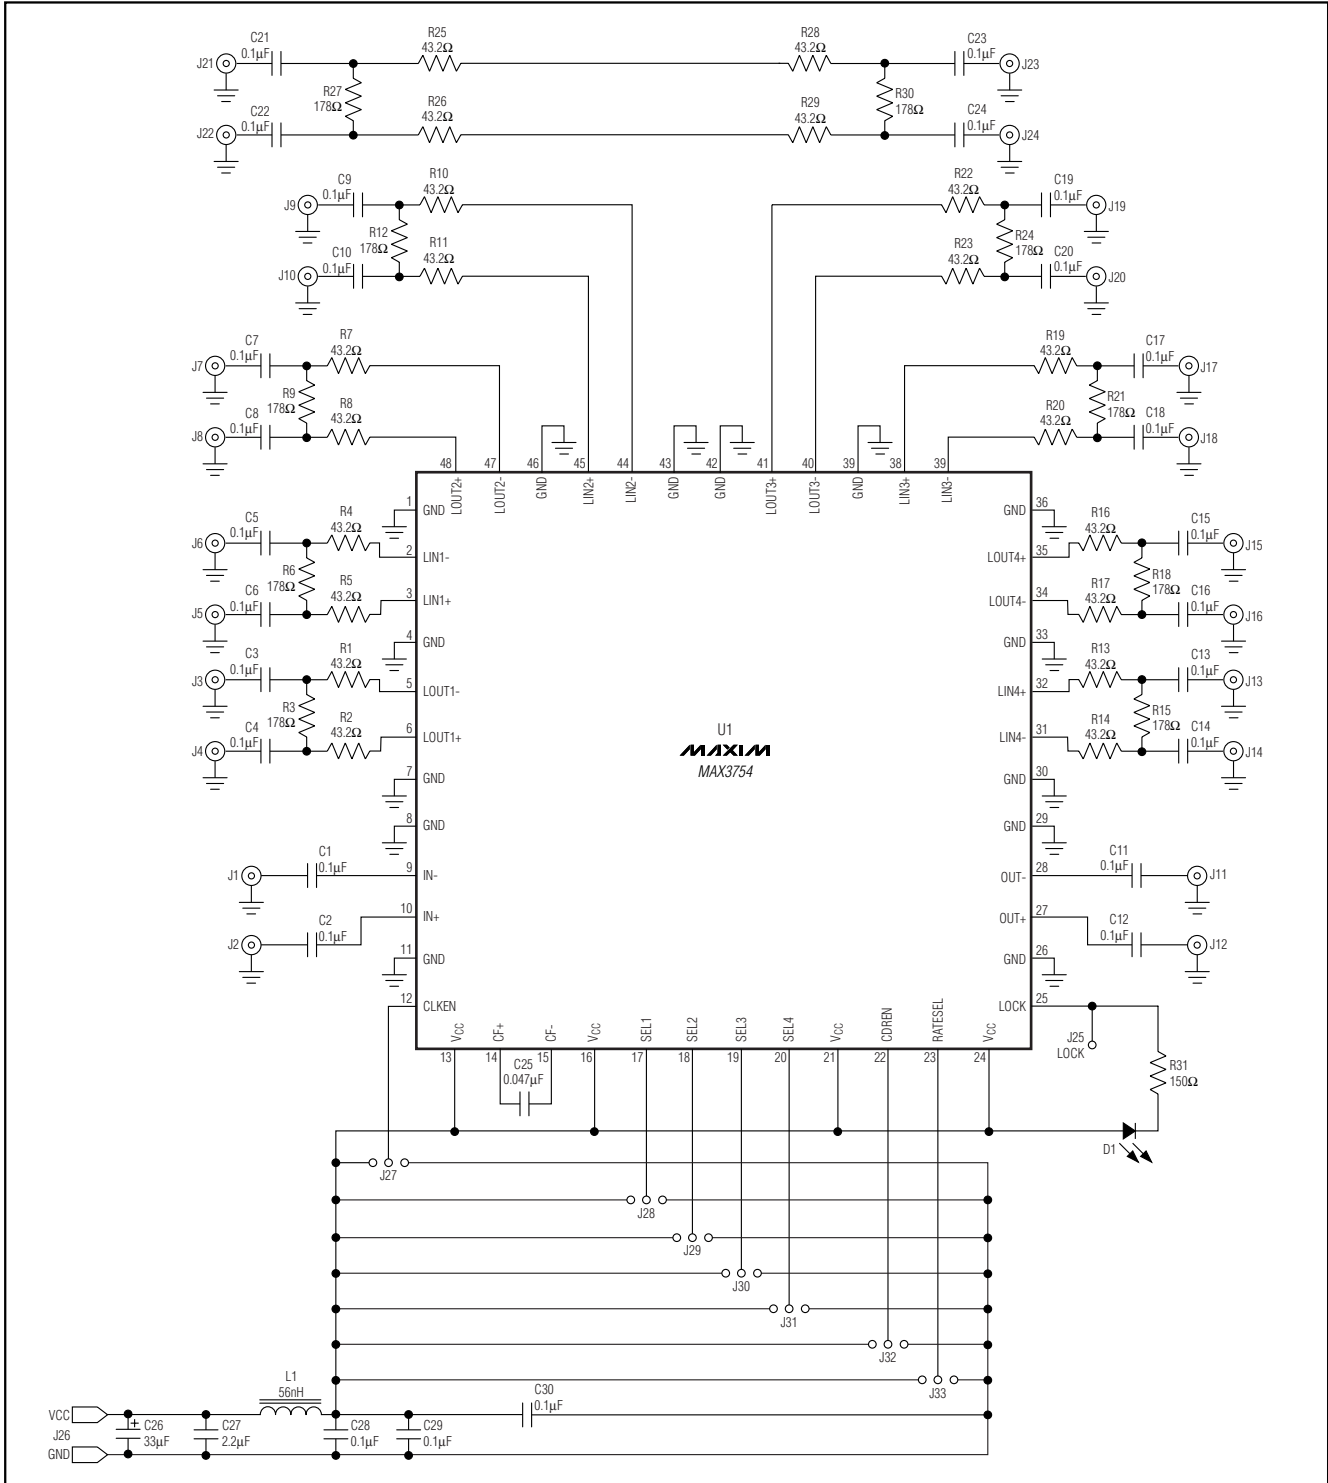 C21
0.1µF
J21
R25
43.2Ω
R28
43.2Ω
C23
0.1µF
J23
R27
178Ω
R30
178Ω
C22
0.1µF
J22
R26
43.2Ω
R29
43.2Ω
C24
0.1µF
J24
C9
0.1µF
J9
R10
43.2Ω
R22
43.2Ω
C19
0.1µF
J19
R12
178Ω
R24
178Ω
C10
0.1µF
J10
R11
43.2Ω
R23
43.2Ω
C20
0.1µF
J20
C7
0.1µF
J7
R7
43.2Ω
R19
43.2Ω
C17
0.1µF
J17
R9
178Ω
R21
178Ω
C8
0.1µF
J8
R8
43.2Ω
R20
43.2Ω
C18
0.1µF
J18
48 47 46 45 44 43 42 41 40 39 38 39
LOUT2+ LOUT2- GND LIN2+ LIN2- GND GND LOUT3+ LOUT3- GND LIN3+ LIN3-
1 GND
GND 36
C5
0.1µF
J6
R4
43.2Ω
2 LIN1-
LOUT4+ 35
R16
43.2Ω
C15
0.1µF
J15
R6
178Ω
R18
178Ω
C6
0.1µF
J5
R5
43.2Ω
3 LIN1+
LOUT4- 34
R17
43.2Ω
C16
0.1µF
J16
4 GND
GND 33
C3
0.1µF
J3
R1
43.2Ω
5 LOUT1-
LIN4+ 32
R13
43.2Ω
C13
0.1µF
J13
R3
178Ω
R15
178Ω
C4
0.1µF
J4
R2
43.2Ω
6 LOUT1+
LIN4- 31
R14
43.2Ω
C14
0.1µF
J14
U1
MAXIM
MAX3754
7 GND
GND 30
8 GND
GND 29
C1
0.1µF
J1
9 IN-
OUT- 28
C11
0.1µF
J11
C2
0.1µF
J2
10 IN+
OUT+ 27
C12
0.1µF
J12
11 GND
GND 26
12 CLKEN
LOCK 25
VCC CF+ CF- VCC SEL1 SEL2 SEL3 SEL4 VCC CDREN RATESEL VCC
13 14 15 16 17 18 19 20 21 22 23 24
C25
0.047µF
J25
LOCK
R31
150Ω
D1
J27
J28
J29
J30
J31
J32
J33
L1
56nH
C30
0.1µF
VCC
J26
GND
+
C26
33µF
C27
2.2µF
C28
0.1µF
C29
0.1µF